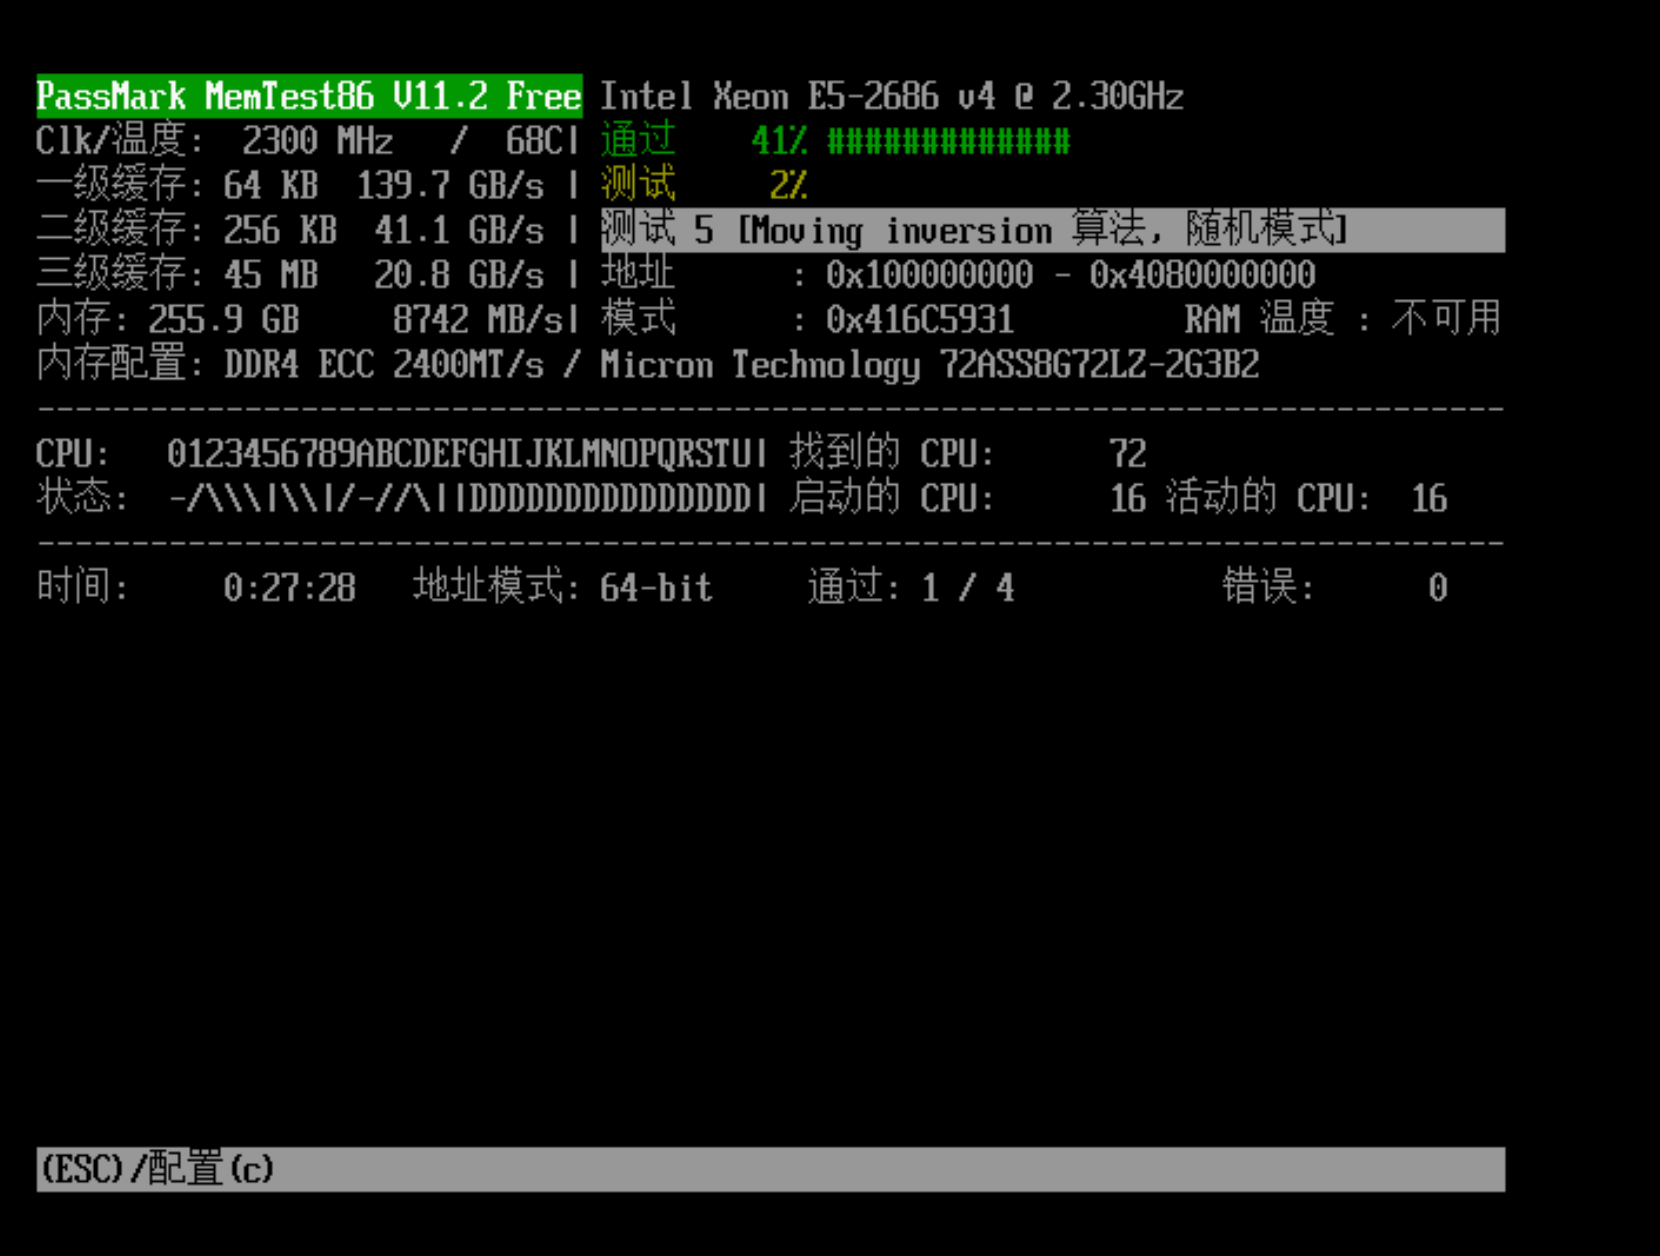 PassMark MemTest86 V11.2 Free Intel Xeon E5-2686 v4 @ 2.30GHz
Clk/温度: 2300 MHz / 68C| 通过 41% #############
一级缓存: 64 KB 139.7 GB/s | 测试 2%
二级缓存: 256 KB 41.1 GB/s | 测试 5 [Moving inversion 算法, 随机模式]
三级缓存: 45 MB 20.8 GB/s | 地址 : 0x100000000 - 0x4080000000
内存: 255.9 GB 8742 MB/s| 模式 : 0x416C5931 RAM 温度 : 不可用
内存配置: DDR4 ECC 2400MT/s / Micron Technology 72ASS8G72LZ-2G3B2
------------------------------------------------------------------------------
CPU: 0123456789ABCDEFGHIJKLMNOPQRSTU| 找到的 CPU: 72
状态: -/\\\|\\|/-//\||DDDDDDDDDDDDDDD| 启动的 CPU: 16 活动的 CPU: 16
------------------------------------------------------------------------------
时间: 0:27:28 地址模式: 64-bit 通过: 1 / 4 错误: 0
(ESC)/配置(c)